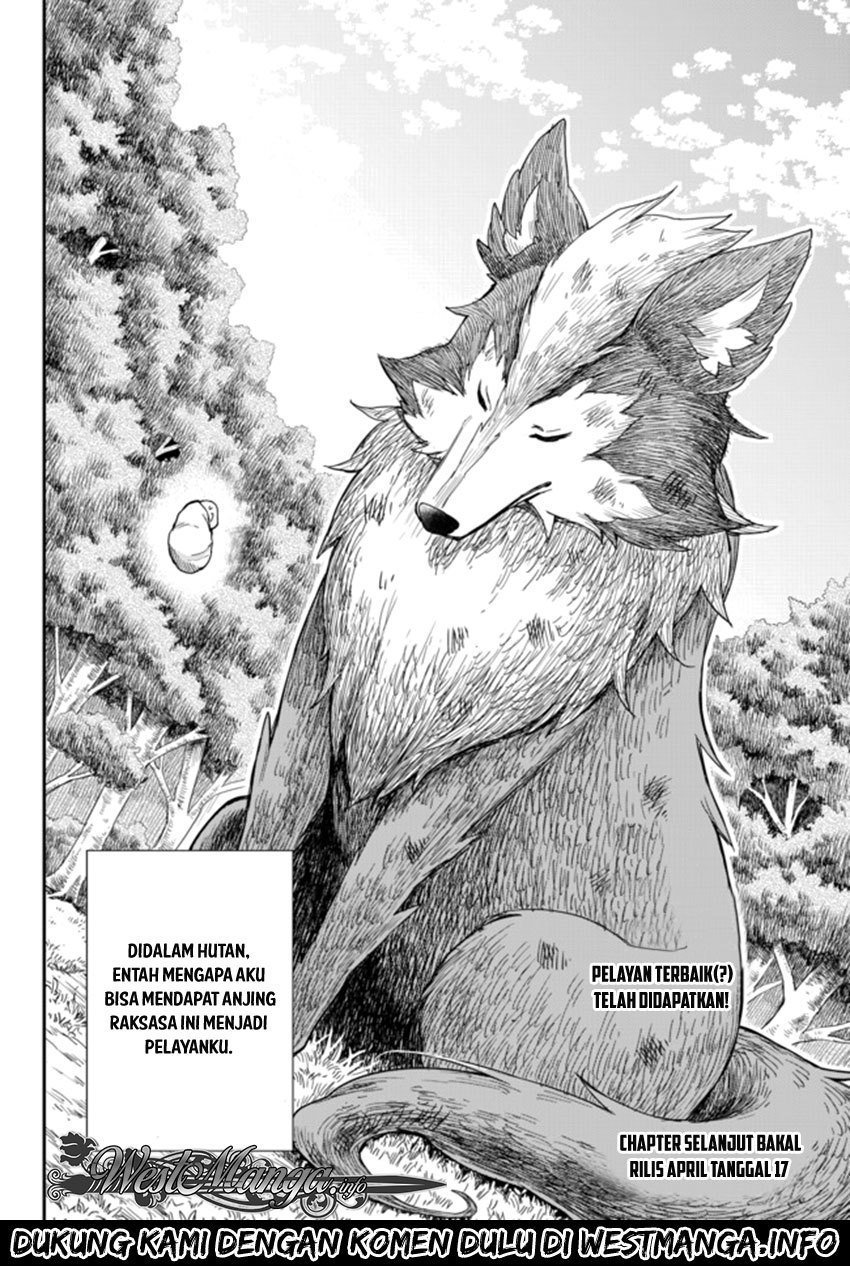 DIDALAM HUTAN,
ENTAH MENGAPA AKU
BISA MENDAPAT ANJING
RAKSASA INI MENJADI
PELAYANKU.
PELAYAN TERBAIK(?)
TELAH DIDAPATKAN!
CHAPTER SELANJUT BAKAL
RILIS APRIL TANGGAL 17
WestManga.info
DUKUNG KAMI DENGAN KOMEN DULU DI WESTMANGA.INFO